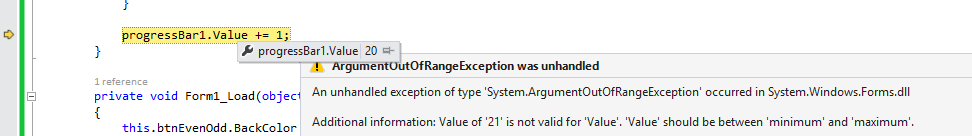 }
progressBar1.Value += 1;
progressBar1.Value 20
}
ArgumentOutOfRangeException was unhandled
An unhandled exception of type 'System.ArgumentOutOfRangeException' occurred in System.Windows.Forms.dll
Additional information: Value of '21' is not valid for 'Value'. 'Value' should be between 'minimum' and 'maximum'.
1 reference
private void Form1_Load(object
{
this.btnEvenOdd.BackColor